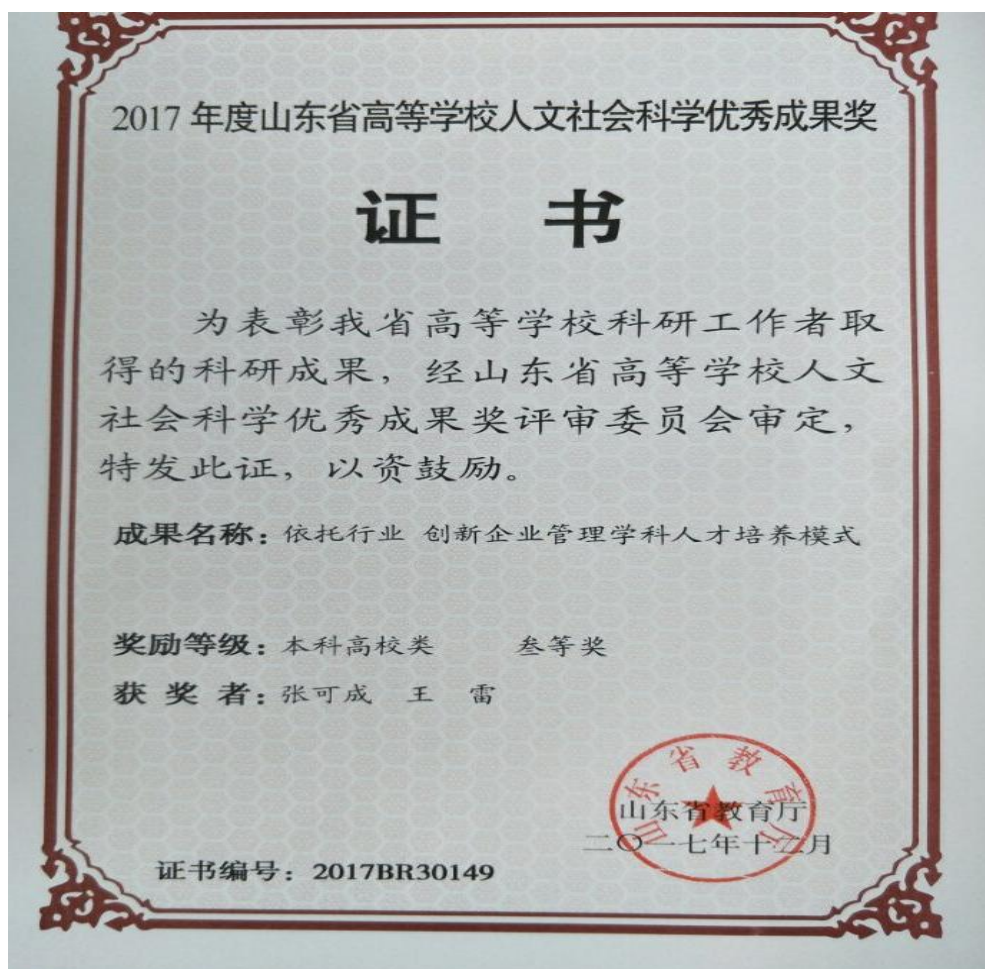 2017 年度山东省高等学校人文社会科学优秀成果奖
证 书
为表彰我省高等学校科研工作者取
得的科研成果，经山东省高等学校人文
社会科学优秀成果奖评审委员会审定，
特发此证，以资鼓励。
成果名称：依托行业 创新企业管理学科人才培养模式
奖励等级：本科高校类 叁等奖
获 奖 者：张可成 王 雷
山东省教育厅
山东省教育厅
二〇一七年十二月
证书编号：2017BR30149